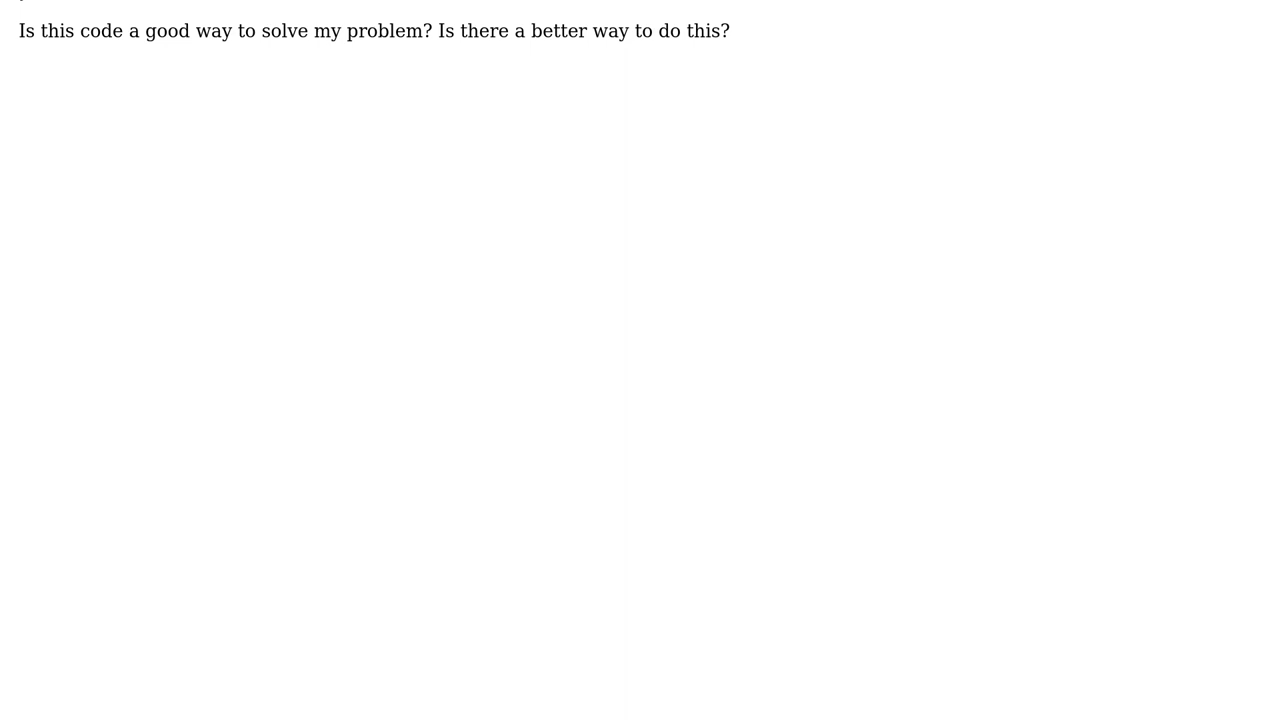 Is this code a good way to solve my problem? Is there a better way to do this?